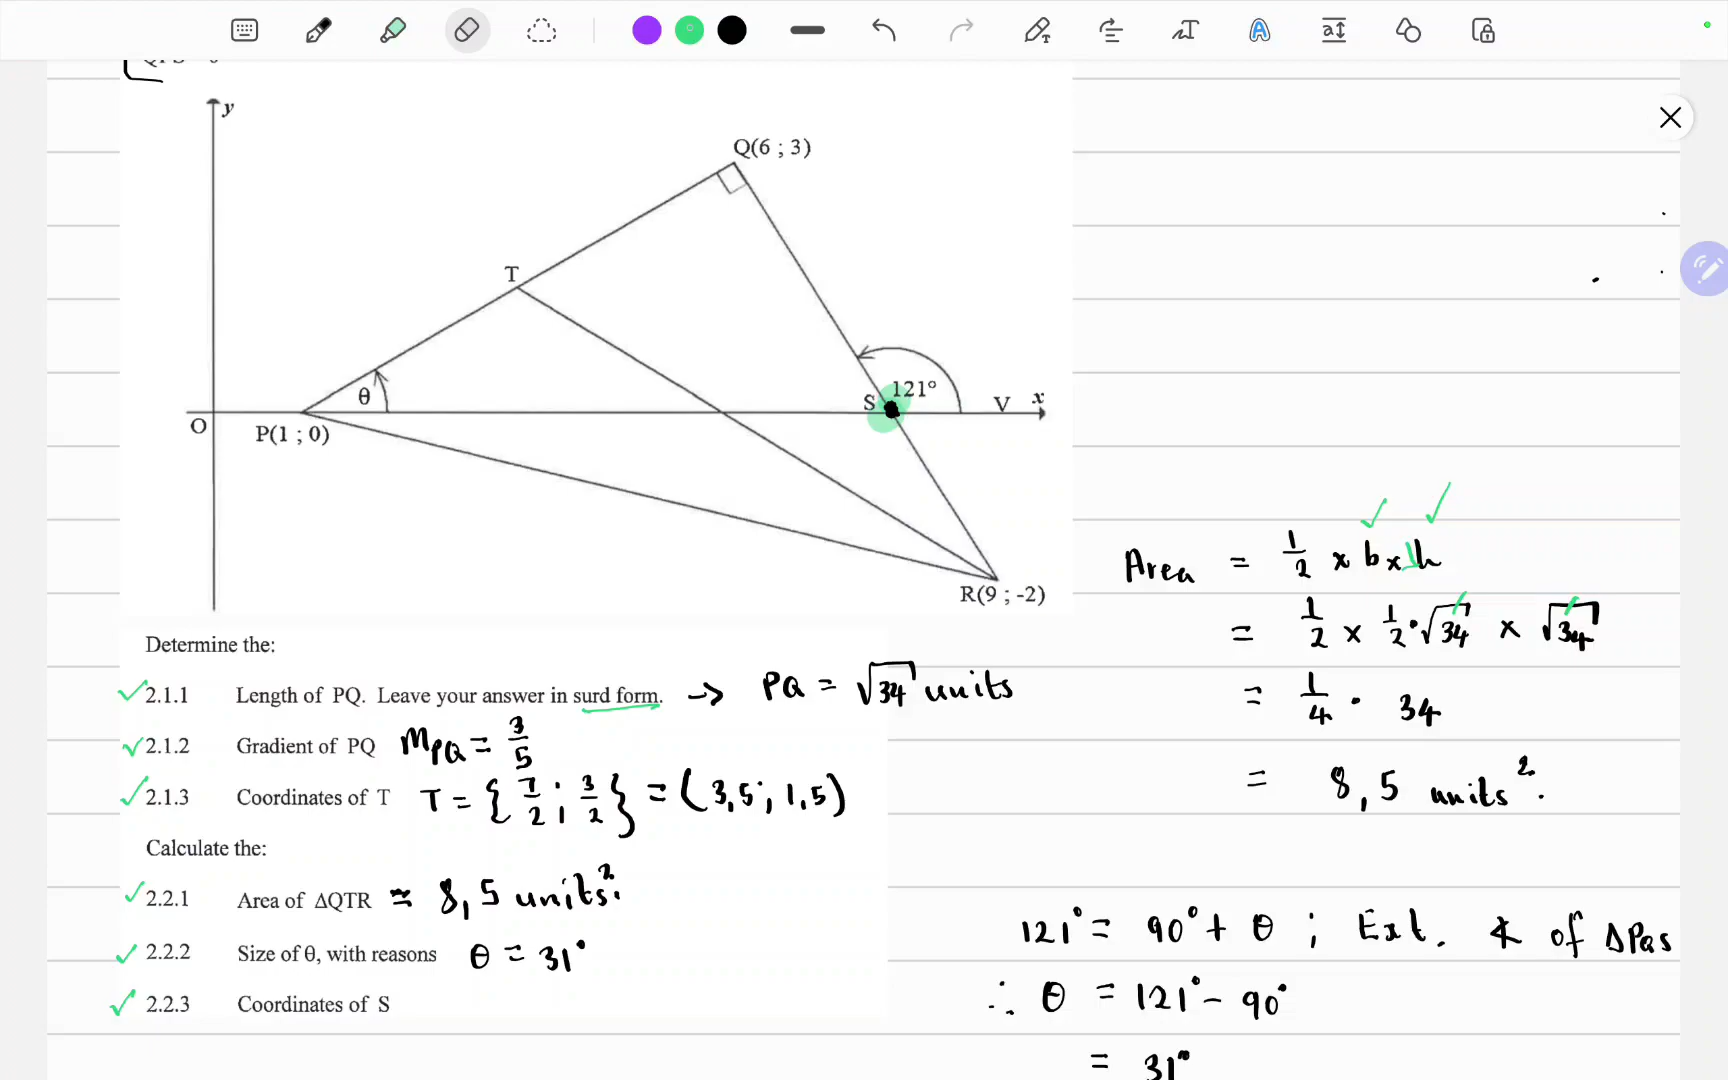 y
Q(6 ; 3)
T
θ
S
121°
V
x
O
P(1 ; 0)
R(9 ; -2)
Determine the:
2.1.1 Length of PQ. Leave your answer in surd form. → PQ = √34 units
2.1.2 Gradient of PQ mPQ = 3/5
2.1.3 Coordinates of T T = {7/2 ; 3/2} = (3,5 ; 1,5)
Calculate the:
2.2.1 Area of ΔQTR ≈ 8,5 units².
2.2.2 Size of θ, with reasons θ = 31°
2.2.3 Coordinates of S
Area = 1/2 × b × h
= 1/2 × 1/2 · √34 × √34
= 1/4 · 34
= 8,5 units².
121° = 90° + θ ; Ext. ∢ of ΔPQS
∴ θ = 121° − 90°
= 31°